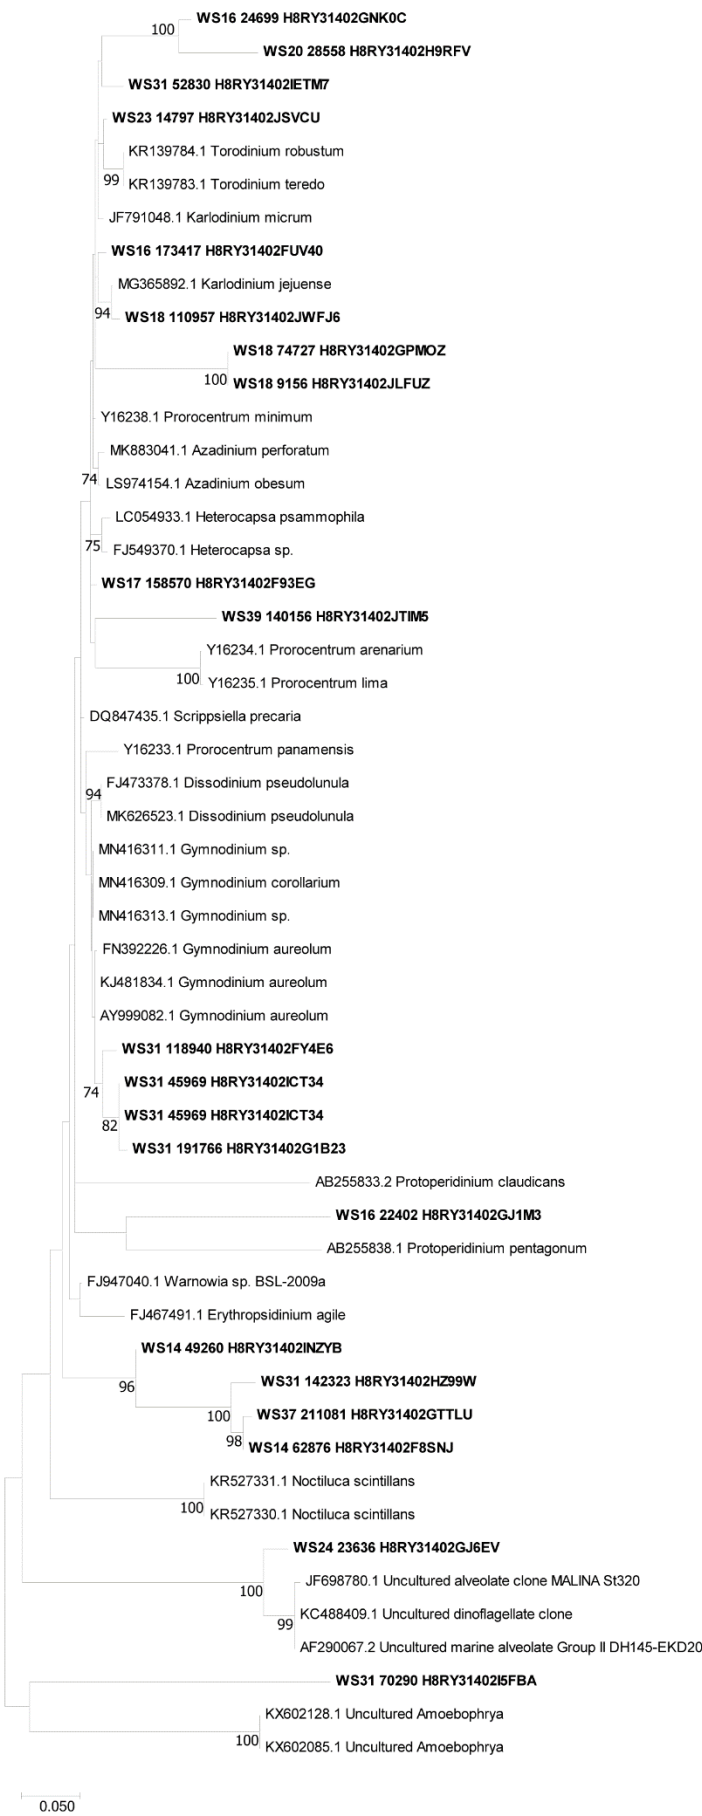 WS16 24699 H8RY31402GNK0C
100
WS20 28558 H8RY31402H9RFV
WS31 52830 H8RY31402IETM7
WS23 14797 H8RY31402JSVCU
KR139784.1 Torodinium robustum
99
KR139783.1 Torodinium teredo
JF791048.1 Karlodinium micrum
WS16 173417 H8RY31402FUV40
MG365892.1 Karlodinium jejuense
94
WS18 110957 H8RY31402JWFJ6
WS18 74727 H8RY31402GPMOZ
100
WS18 9156 H8RY31402JLFUZ
Y16238.1 Prorocentrum minimum
MK883041.1 Azadinium perforatum
74
LS974154.1 Azadinium obesum
LC054933.1 Heterocapsa psammophila
75
FJ549370.1 Heterocapsa sp.
WS17 158570 H8RY31402F93EG
WS39 140156 H8RY31402JTIM5
Y16234.1 Prorocentrum arenarium
100
Y16235.1 Prorocentrum lima
DQ847435.1 Scrippsiella precaria
Y16233.1 Prorocentrum panamensis
FJ473378.1 Dissodinium pseudolunula
94
MK626523.1 Dissodinium pseudolunula
MN416311.1 Gymnodinium sp.
MN416309.1 Gymnodinium corollarium
MN416313.1 Gymnodinium sp.
FN392226.1 Gymnodinium aureolum
KJ481834.1 Gymnodinium aureolum
AY999082.1 Gymnodinium aureolum
WS31 118940 H8RY31402FY4E6
74
WS31 45969 H8RY31402ICT34
WS31 45969 H8RY31402ICT34
82
WS31 191766 H8RY31402G1B23
AB255833.2 Protoperidinium claudicans
WS16 22402 H8RY31402GJ1M3
AB255838.1 Protoperidinium pentagonum
FJ947040.1 Warnowia sp. BSL-2009a
FJ467491.1 Erythropsidinium agile
WS14 49260 H8RY31402INZYB
96
WS31 142323 H8RY31402HZ99W
100
WS37 211081 H8RY31402GTTLU
98
WS14 62876 H8RY31402F8SNJ
KR527331.1 Noctiluca scintillans
100
KR527330.1 Noctiluca scintillans
WS24 23636 H8RY31402GJ6EV
100
JF698780.1 Uncultured alveolate clone MALINA St320
KC488409.1 Uncultured dinoflagellate clone
99
AF290067.2 Uncultured marine alveolate Group II DH145-EKD20
WS31 70290 H8RY31402I5FBA
KX602128.1 Uncultured Amoebophrya
100
KX602085.1 Uncultured Amoebophrya
0.050